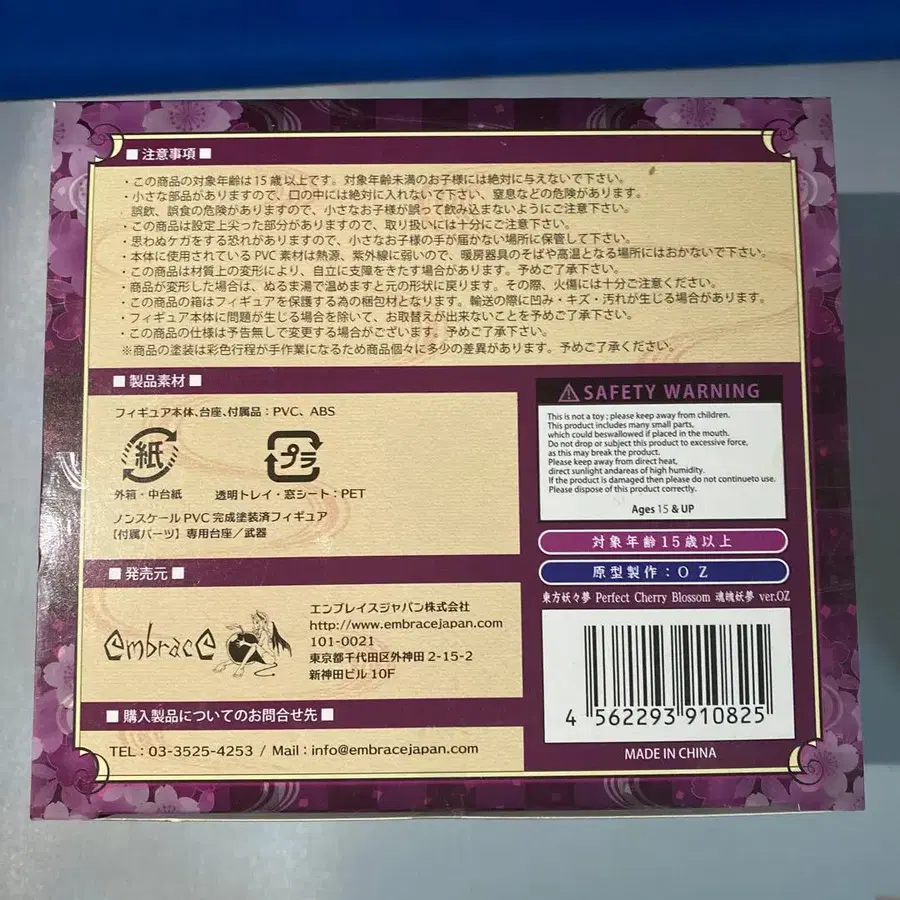 ■ 注意事項 ■
・この商品の対象年齢は15歳以上です。対象年齢未満のお子様には絶対に与えないで下さい。
・小さな部品がありますので、口の中には絶対に入れないで下さい、窒息などの危険があります。
誤飲、誤食の危険がありますので、小さなお子様が誤って飲み込まないようにご注意下さい。
・この商品は設定上尖った部分がありますので、取り扱いには十分にご注意下さい。
・思わぬケガをする恐れがありますので、小さなお子様の手が届かない場所に保管して下さい。
・本体に使用されている PVC 素材は熱源、紫外線に弱いので、暖房器具のそばや高温となる場所にはおかないで下さい。
・この商品は材質上の変形により、自立に支障をきたす場合があります。予めご了承下さい。
・商品が変形した場合は、ぬるま湯で温めますと元の形状に戻ります。その際、火傷には十分ご注意ください。
・この商品の箱はフィギュアを保護する為の梱包材となります。輸送の際に凹み・キズ・汚れが生じる場合があります。
・フィギュア本体に問題が生じる場合を除いて、お取替えが出来ないことを予めご了承下さい。
・この商品の仕様は予告無しで変更する場合がございます。予めご了承下さい。
※商品の塗装は彩色行程が手作業になるため商品個々に多少の差異があります。予めご了承ください。
■ 製品素材 ■
フィギュア本体、台座、付属品：PVC、ABS
紙
プラ
外箱・中台紙
透明トレイ・窓シート：PET
ノンスケール PVC 完成塗装済フィギュア
【付属パーツ】専用台座／武器
■ 発売元 ■
embracE
エンブレイスジャパン株式会社
http://www.embracejapan.com
101-0021
東京都千代田区外神田 2-15-2
新神田ビル 10F
■ 購入製品についてのお問合せ先 ■
TEL：03-3525-4253 / Mail：info@embracejapan.com
SAFETY WARNING
This is not a toy ; please keep away from children.
This product includes many small parts,
which could beswallowed if placed in the mouth.
Do not drop or subject this product to excessive force,
as this may break the product.
Please keep away from direct heat,
direct sunlight andareas of high humidity.
If the product is damaged then please do not continueto use.
Please dispose of this product correctly.
Ages 15 & UP
対象年齢15歳以上
原型製作：OZ
東方妖々夢 Perfect Cherry Blossom 魂魄妖夢 ver.OZ
4 562293 910825
MADE IN CHINA